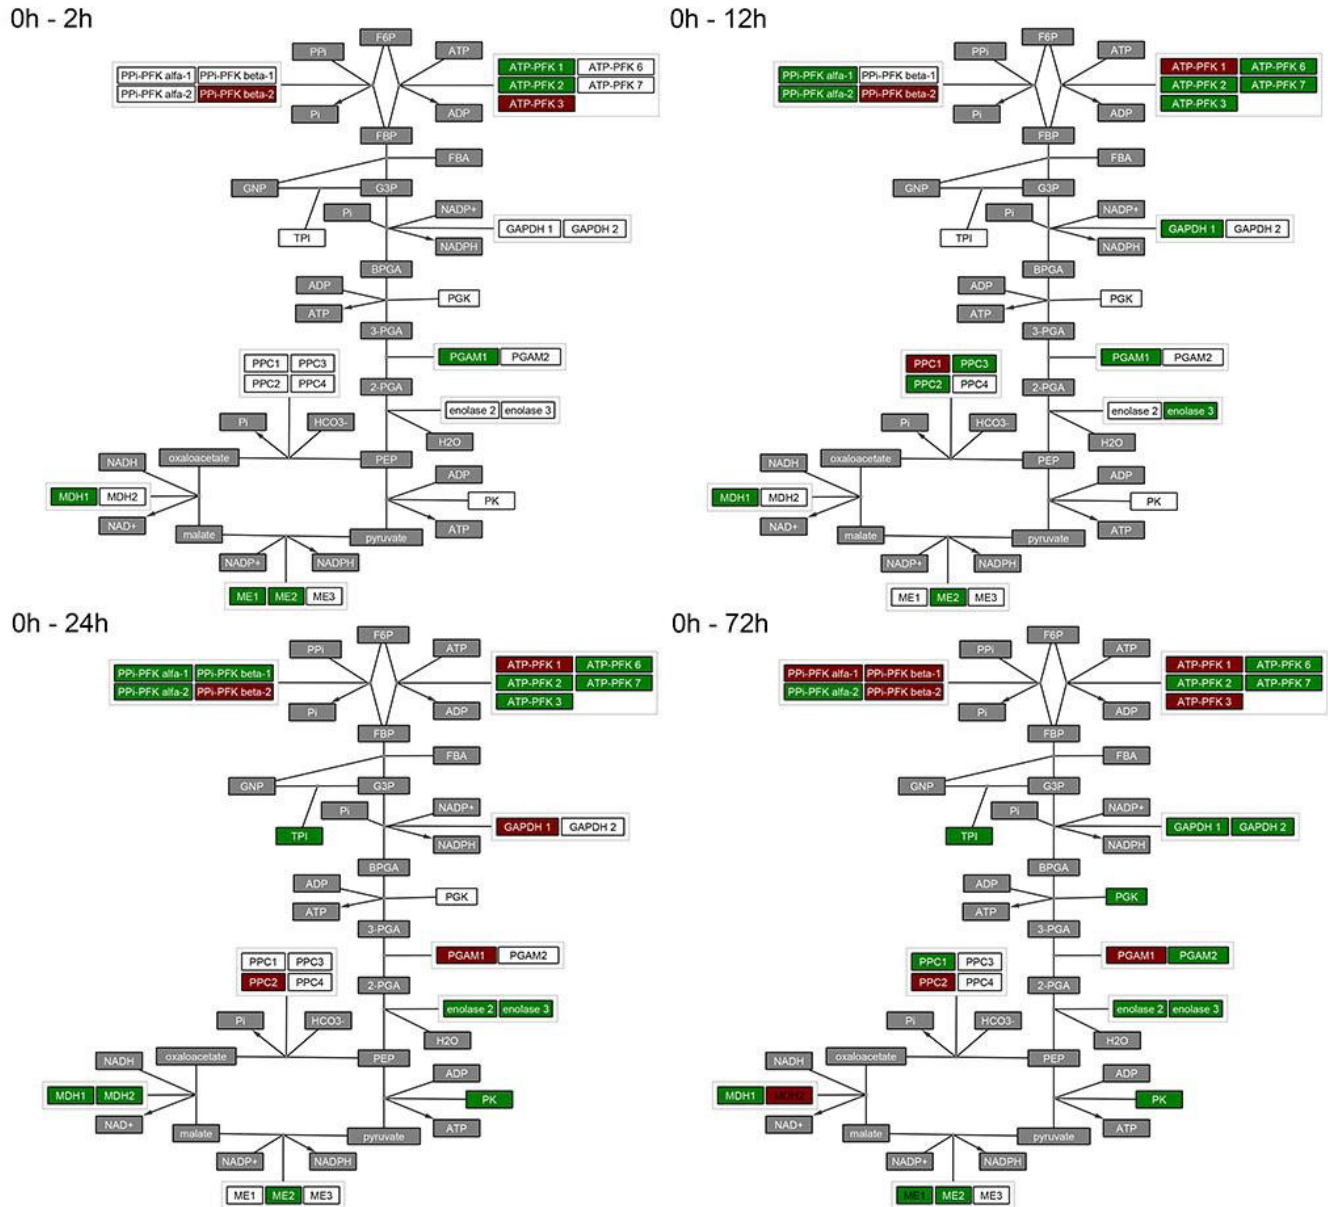 0h - 2h
F6P
PPi
ATP
PPi-PFK alfa-1 PPi-PFK beta-1
PPi-PFK alfa-2 PPi-PFK beta-2
ATP-PFK 1 ATP-PFK 6
ATP-PFK 2 ATP-PFK 7
ATP-PFK 3
Pi
ADP
FBP
FBA
GNP
G3P
TPI
Pi
NADP+
GAPDH 1 GAPDH 2
NADPH
BPGA
ADP
PGK
ATP
3-PGA
PGAM1 PGAM2
PPC1 PPC3
PPC2 PPC4
2-PGA
enolase 2 enolase 3
Pi
HCO3-
H2O
oxaloacetate
PEP
NADH
ADP
MDH1 MDH2
PK
NAD+
ATP
malate
pyruvate
NADP+
NADPH
ME1 ME2 ME3
0h - 12h
F6P
PPi
ATP
PPi-PFK alfa-1 PPi-PFK beta-1
PPi-PFK alfa-2 PPi-PFK beta-2
ATP-PFK 1 ATP-PFK 6
ATP-PFK 2 ATP-PFK 7
ATP-PFK 3
Pi
ADP
FBP
FBA
GNP
G3P
TPI
Pi
NADP+
GAPDH 1 GAPDH 2
NADPH
BPGA
ADP
PGK
ATP
3-PGA
PGAM1 PGAM2
PPC1 PPC3
PPC2 PPC4
2-PGA
enolase 2 enolase 3
Pi
HCO3-
H2O
oxaloacetate
PEP
NADH
ADP
MDH1 MDH2
PK
NAD+
ATP
malate
pyruvate
NADP+
NADPH
ME1 ME2 ME3
0h - 24h
F6P
PPi
ATP
PPi-PFK alfa-1 PPi-PFK beta-1
PPi-PFK alfa-2 PPi-PFK beta-2
ATP-PFK 1 ATP-PFK 6
ATP-PFK 2 ATP-PFK 7
ATP-PFK 3
Pi
ADP
FBP
FBA
GNP
G3P
TPI
Pi
NADP+
GAPDH 1 GAPDH 2
NADPH
BPGA
ADP
PGK
ATP
3-PGA
PGAM1 PGAM2
PPC1 PPC3
PPC2 PPC4
2-PGA
enolase 2 enolase 3
Pi
HCO3-
H2O
oxaloacetate
PEP
NADH
ADP
MDH1 MDH2
PK
NAD+
ATP
malate
pyruvate
NADP+
NADPH
ME1 ME2 ME3
0h - 72h
F6P
PPi
ATP
PPi-PFK alfa-1 PPi-PFK beta-1
PPi-PFK alfa-2 PPi-PFK beta-2
ATP-PFK 1 ATP-PFK 6
ATP-PFK 2 ATP-PFK 7
ATP-PFK 3
Pi
ADP
FBP
FBA
GNP
G3P
TPI
Pi
NADP+
GAPDH 1 GAPDH 2
NADPH
BPGA
ADP
PGK
ATP
3-PGA
PGAM1 PGAM2
PPC1 PPC3
PPC2 PPC4
2-PGA
enolase 2 enolase 3
Pi
HCO3-
H2O
oxaloacetate
PEP
NADH
ADP
MDH1 MDH2
PK
NAD+
ATP
malate
pyruvate
NADP+
NADPH
ME1 ME2 ME3